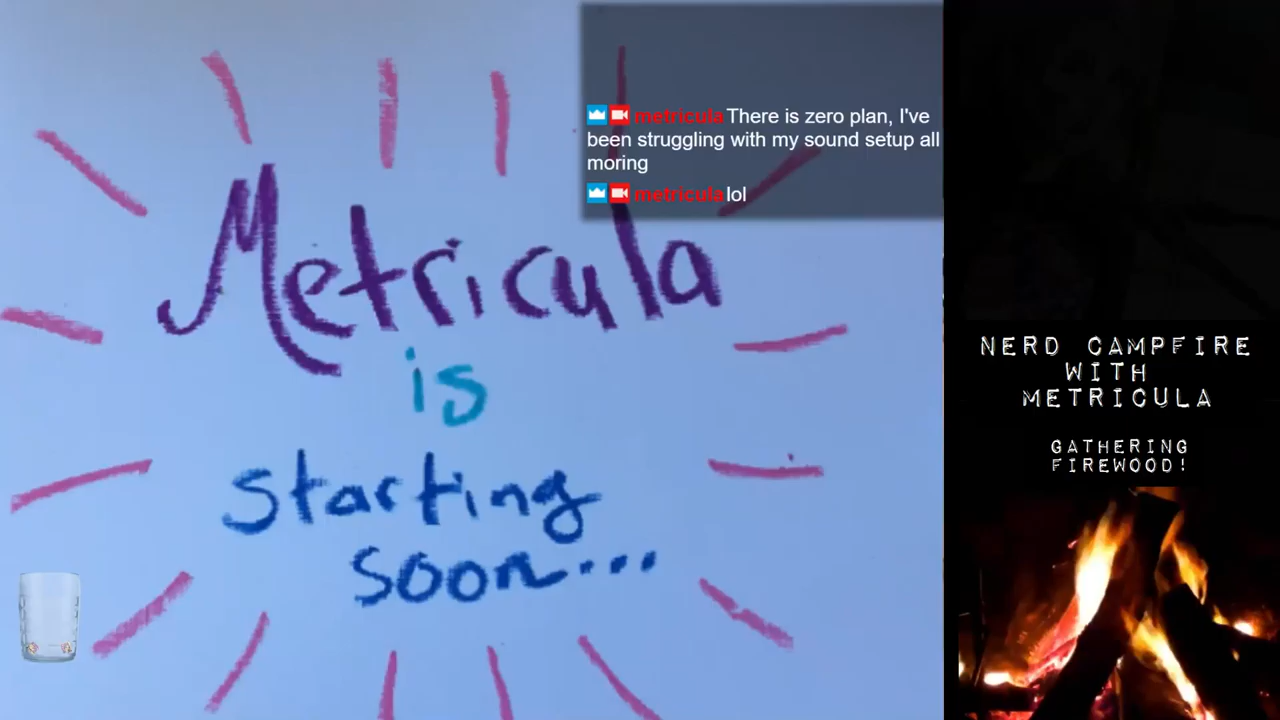 metricula There is zero plan, I've
been struggling with my sound setup all
moring
metricula lol
Metricula
is
starting
soon...
NERD CAMPFIRE
WITH
METRICULA
GATHERING
FIREWOOD!